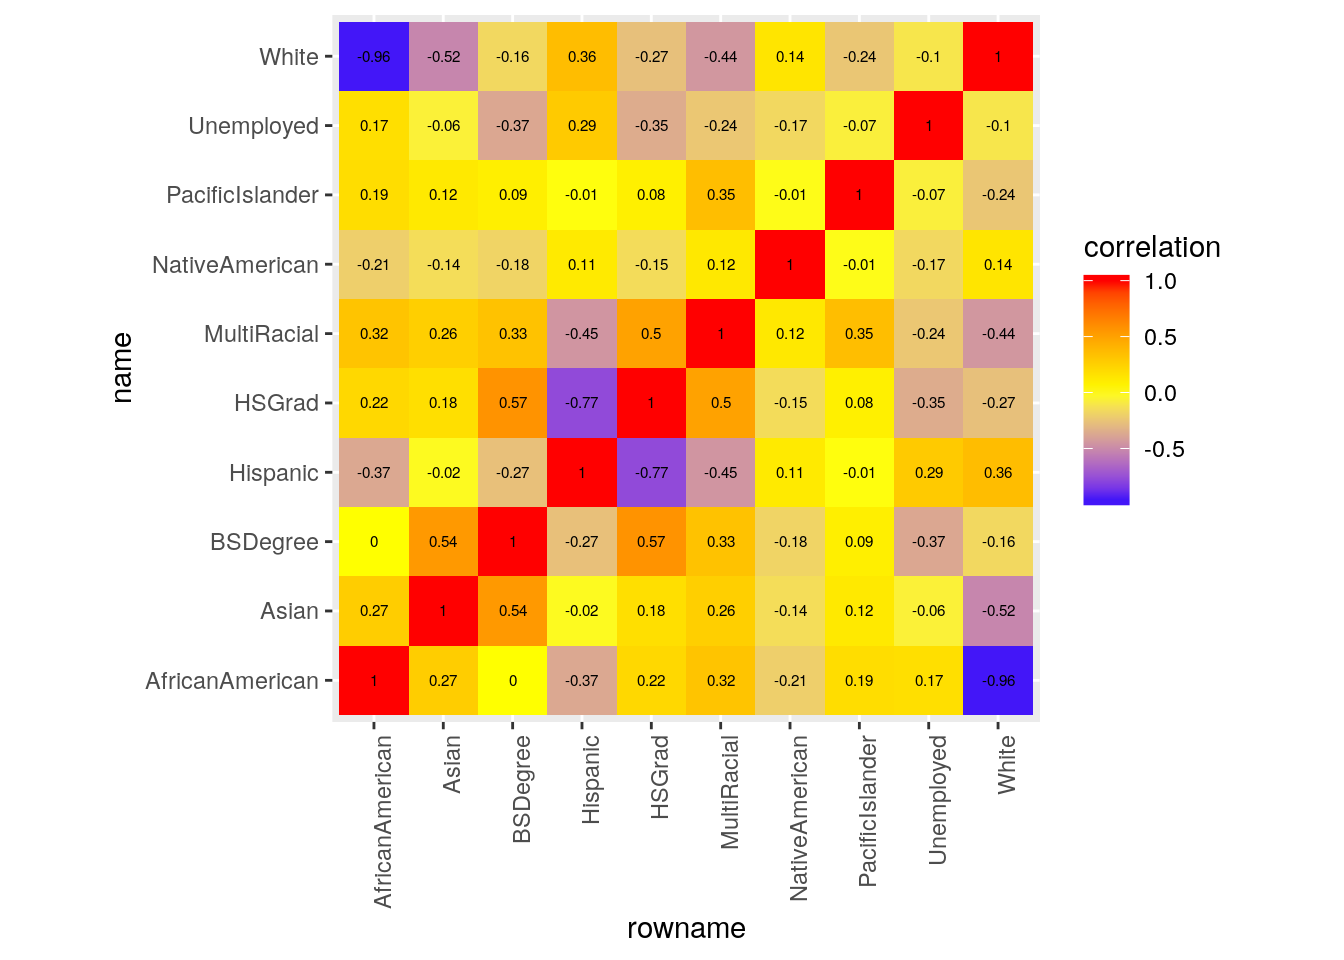 White -0.96 -0.52 -0.16 0.36 -0.27 -0.44 0.14 -0.24 -0.1 1
Unemployed 0.17 -0.06 -0.37 0.29 -0.35 -0.24 -0.17 -0.07 1 -0.1
PacificIslander 0.19 0.12 0.09 -0.01 0.08 0.35 -0.01 1 -0.07 -0.24
NativeAmerican -0.21 -0.14 -0.18 0.11 -0.15 0.12 1 -0.01 -0.17 0.14
MultiRacial 0.32 0.26 0.33 -0.45 0.5 1 0.12 0.35 -0.24 -0.44
HSGrad 0.22 0.18 0.57 -0.77 1 0.5 -0.15 0.08 -0.35 -0.27
Hispanic -0.37 -0.02 -0.27 1 -0.77 -0.45 0.11 -0.01 0.29 0.36
BSDegree 0 0.54 1 -0.27 0.57 0.33 -0.18 0.09 -0.37 -0.16
Asian 0.27 1 0.54 -0.02 0.18 0.26 -0.14 0.12 -0.06 -0.52
AfricanAmerican 1 0.27 0 -0.37 0.22 0.32 -0.21 0.19 0.17 -0.96
name
AfricanAmerican
Asian
BSDegree
Hispanic
HSGrad
MultiRacial
NativeAmerican
PacificIslander
Unemployed
White
rowname
correlation
1.0
0.5
0.0
-0.5